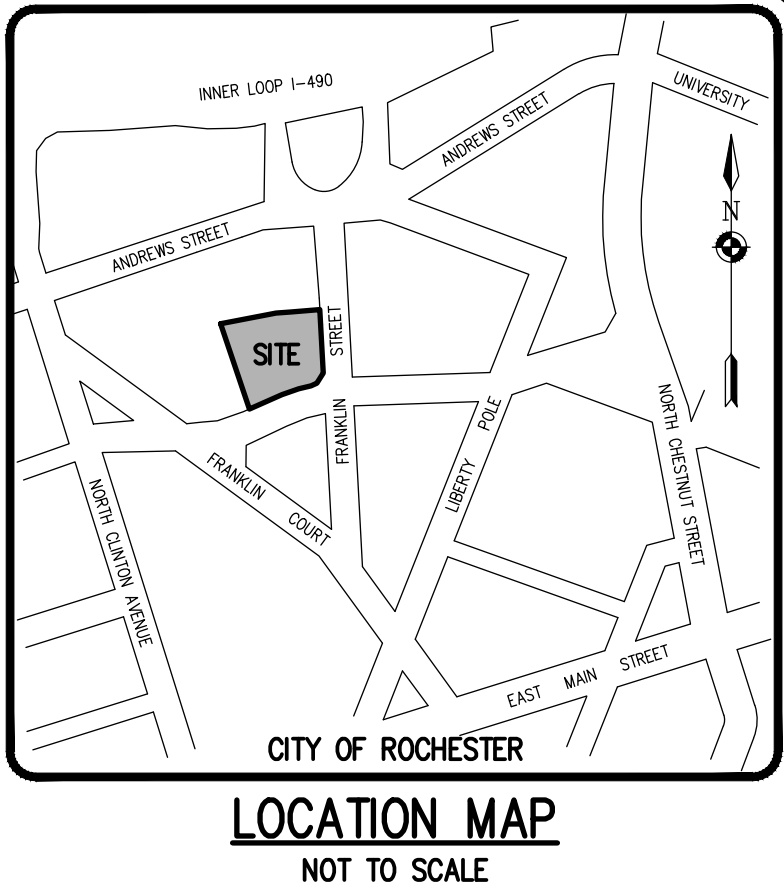 INNER LOOP I-490
UNIVERSITY
ANDREWS STREET
N
ANDREWS STREET
STREET
SITE
FRANKLIN
LIBERTY POLE
NORTH CHESTNUT STREET
FRANKLIN COURT
NORTH CLINTON AVENUE
EAST MAIN STREET
CITY OF ROCHESTER
LOCATION MAP
NOT TO SCALE